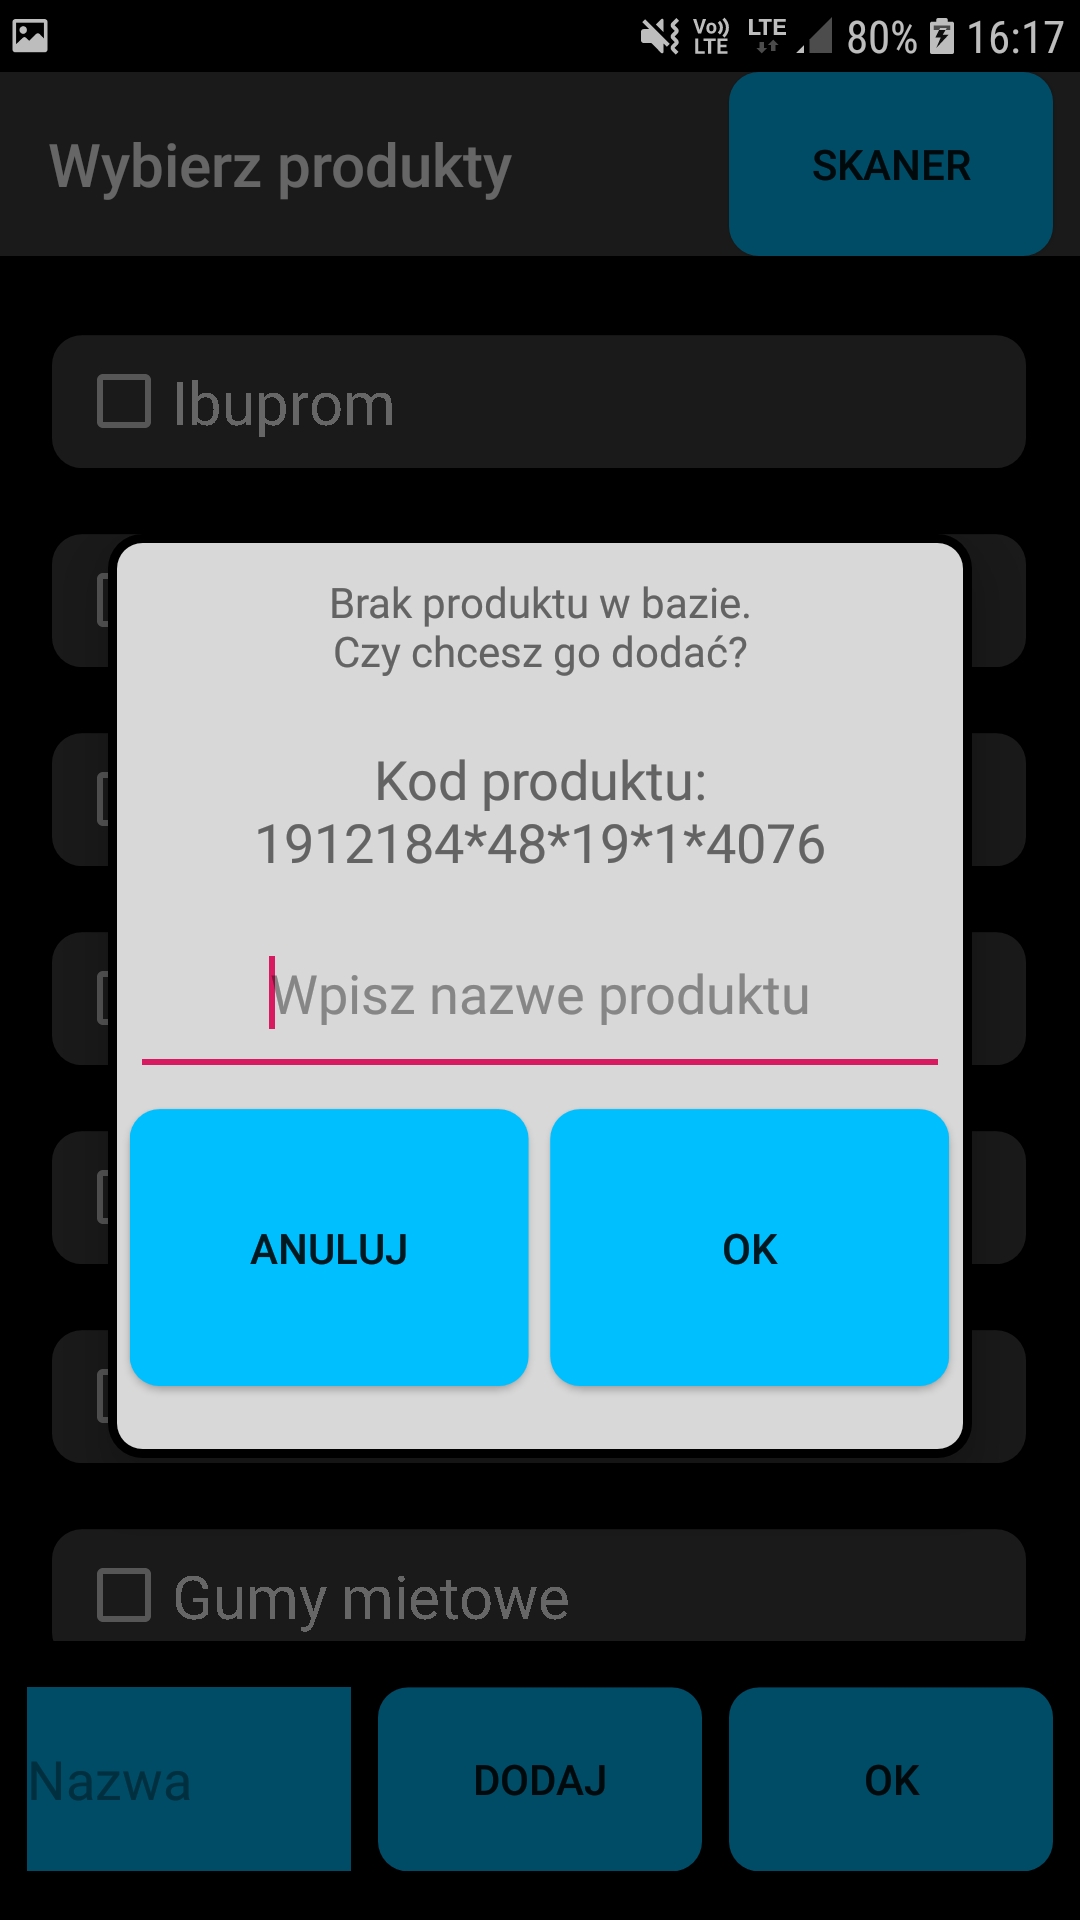 Vo)) LTE LTE 80% 16:17
Wybierz produkty
SKANER
Ibuprom
Brak produktu w bazie.
Czy chcesz go dodać?
Kod produktu:
1912184*48*19*1*4076
Wpisz nazwe produktu
ANULUJ
OK
Gumy mietowe
Nazwa
DODAJ
OK